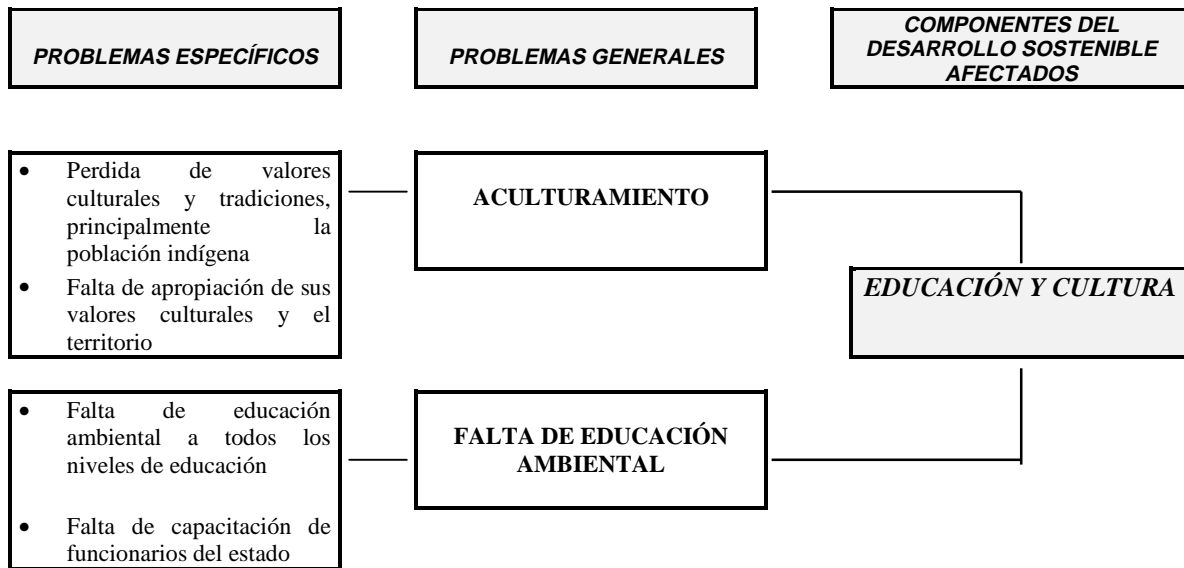 PROBLEMAS ESPECÍFICOS
PROBLEMAS GENERALES
COMPONENTES DEL
DESARROLLO SOSTENIBLE
AFECTADOS
• Perdida de valores
culturales y tradiciones,
principalmente la
población indígena
• Falta de apropiación de sus
valores culturales y el
territorio
ACULTURAMIENTO
EDUCACIÓN Y CULTURA
• Falta de educación
ambiental a todos los
niveles de educación
• Falta de capacitación de
funcionarios del estado
FALTA DE EDUCACIÓN
AMBIENTAL